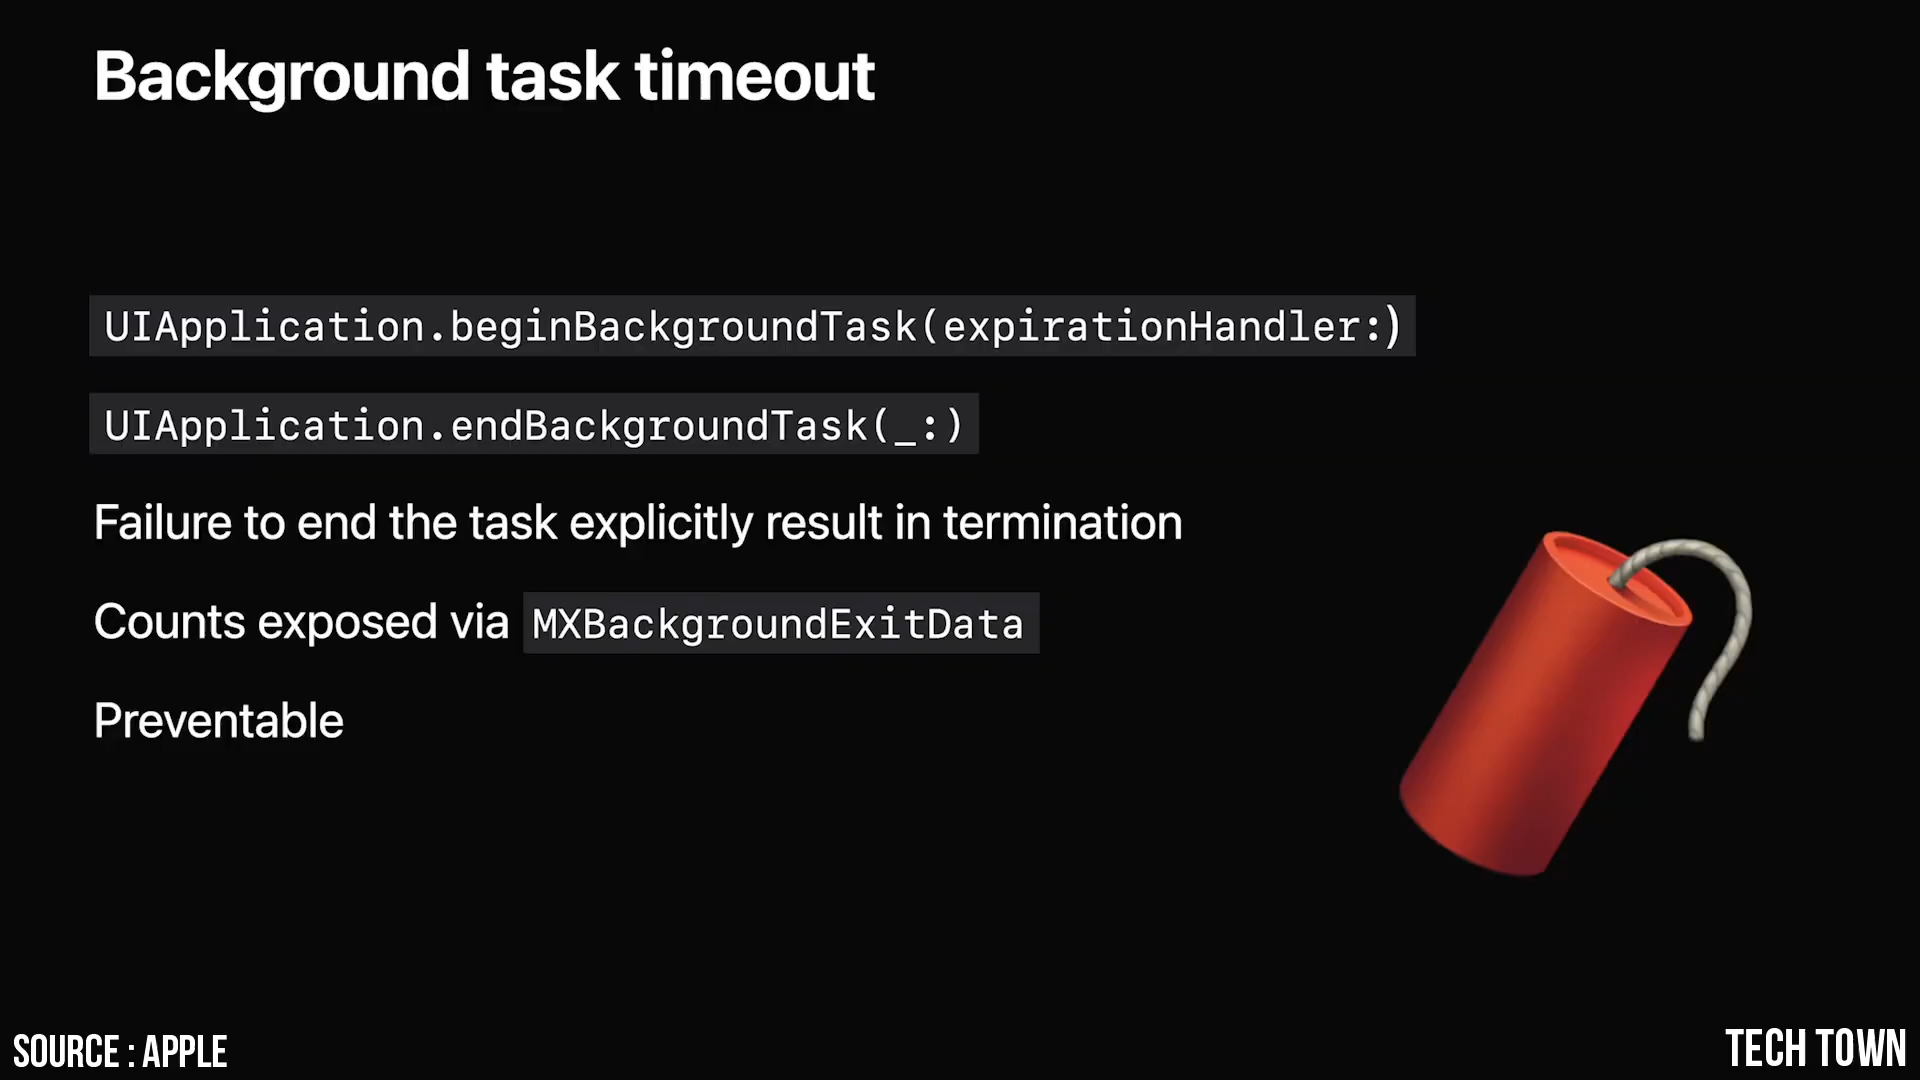 Background task timeout
UIApplication.beginBackgroundTask(expirationHandler:)
UIApplication.endBackgroundTask(_:)
Failure to end the task explicitly result in termination
Counts exposed via MXBackgroundExitData
Preventable
SOURCE : APPLE
TECH TOWN